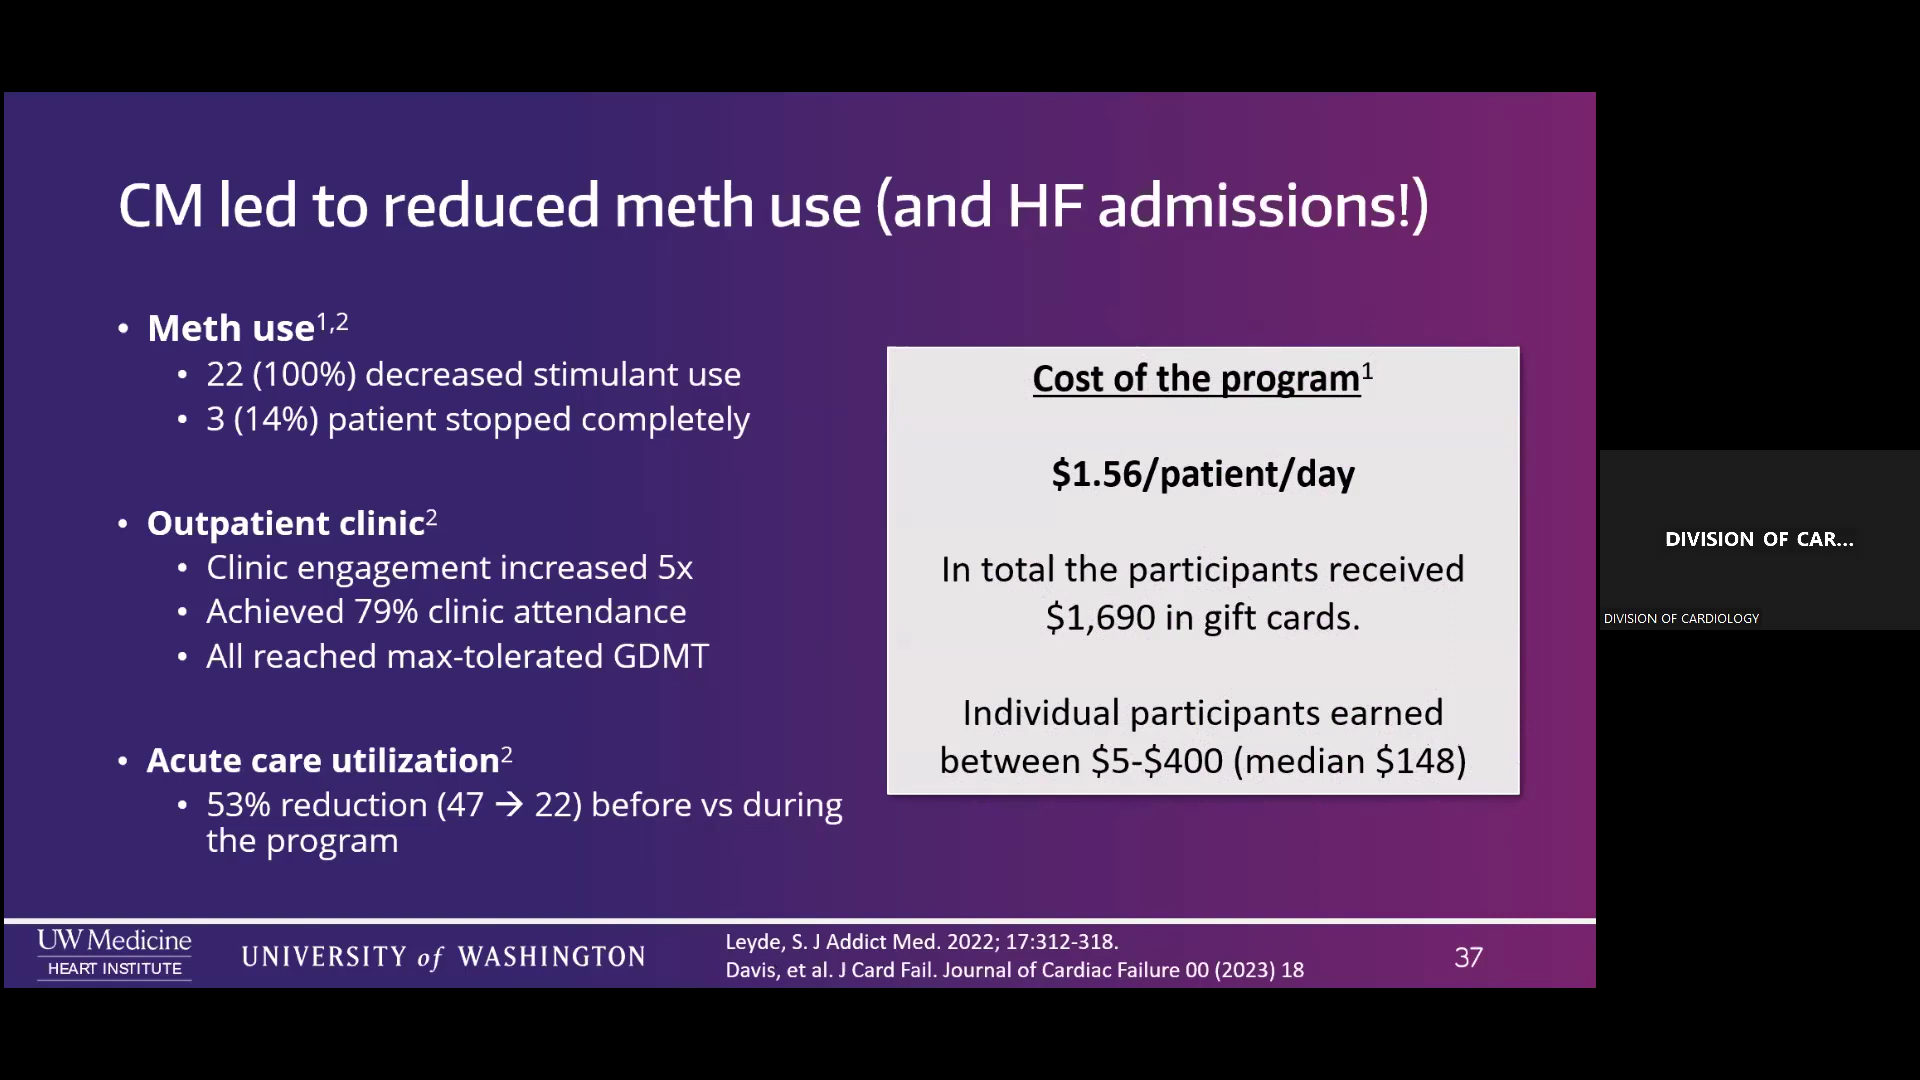 CM led to reduced meth use (and HF admissions!)
• Meth use1,2
• 22 (100%) decreased stimulant use
• 3 (14%) patient stopped completely
• Outpatient clinic2
• Clinic engagement increased 5x
• Achieved 79% clinic attendance
• All reached max-tolerated GDMT
• Acute care utilization2
• 53% reduction (47 → 22) before vs during
the program
Cost of the program1
$1.56/patient/day
In total the participants received
$1,690 in gift cards.
Individual participants earned
between $5-$400 (median $148)
UW Medicine
HEART INSTITUTE
UNIVERSITY of WASHINGTON
Leyde, S. J Addict Med. 2022; 17:312-318.
Davis, et al. J Card Fail. Journal of Cardiac Failure 00 (2023) 18
37
DIVISION OF CAR...
DIVISION OF CARDIOLOGY